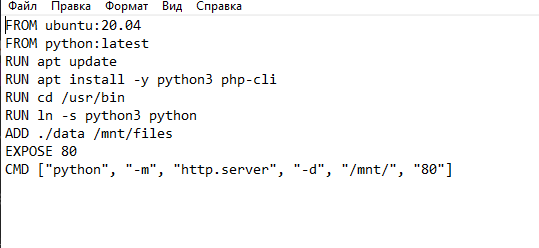 Файл Правка Формат Вид Справка
FROM ubuntu:20.04
FROM python:latest
RUN apt update
RUN apt install -y python3 php-cli
RUN cd /usr/bin
RUN ln -s python3 python
ADD ./data /mnt/files
EXPOSE 80
CMD ["python", "-m", "http.server", "-d", "/mnt/", "80"]